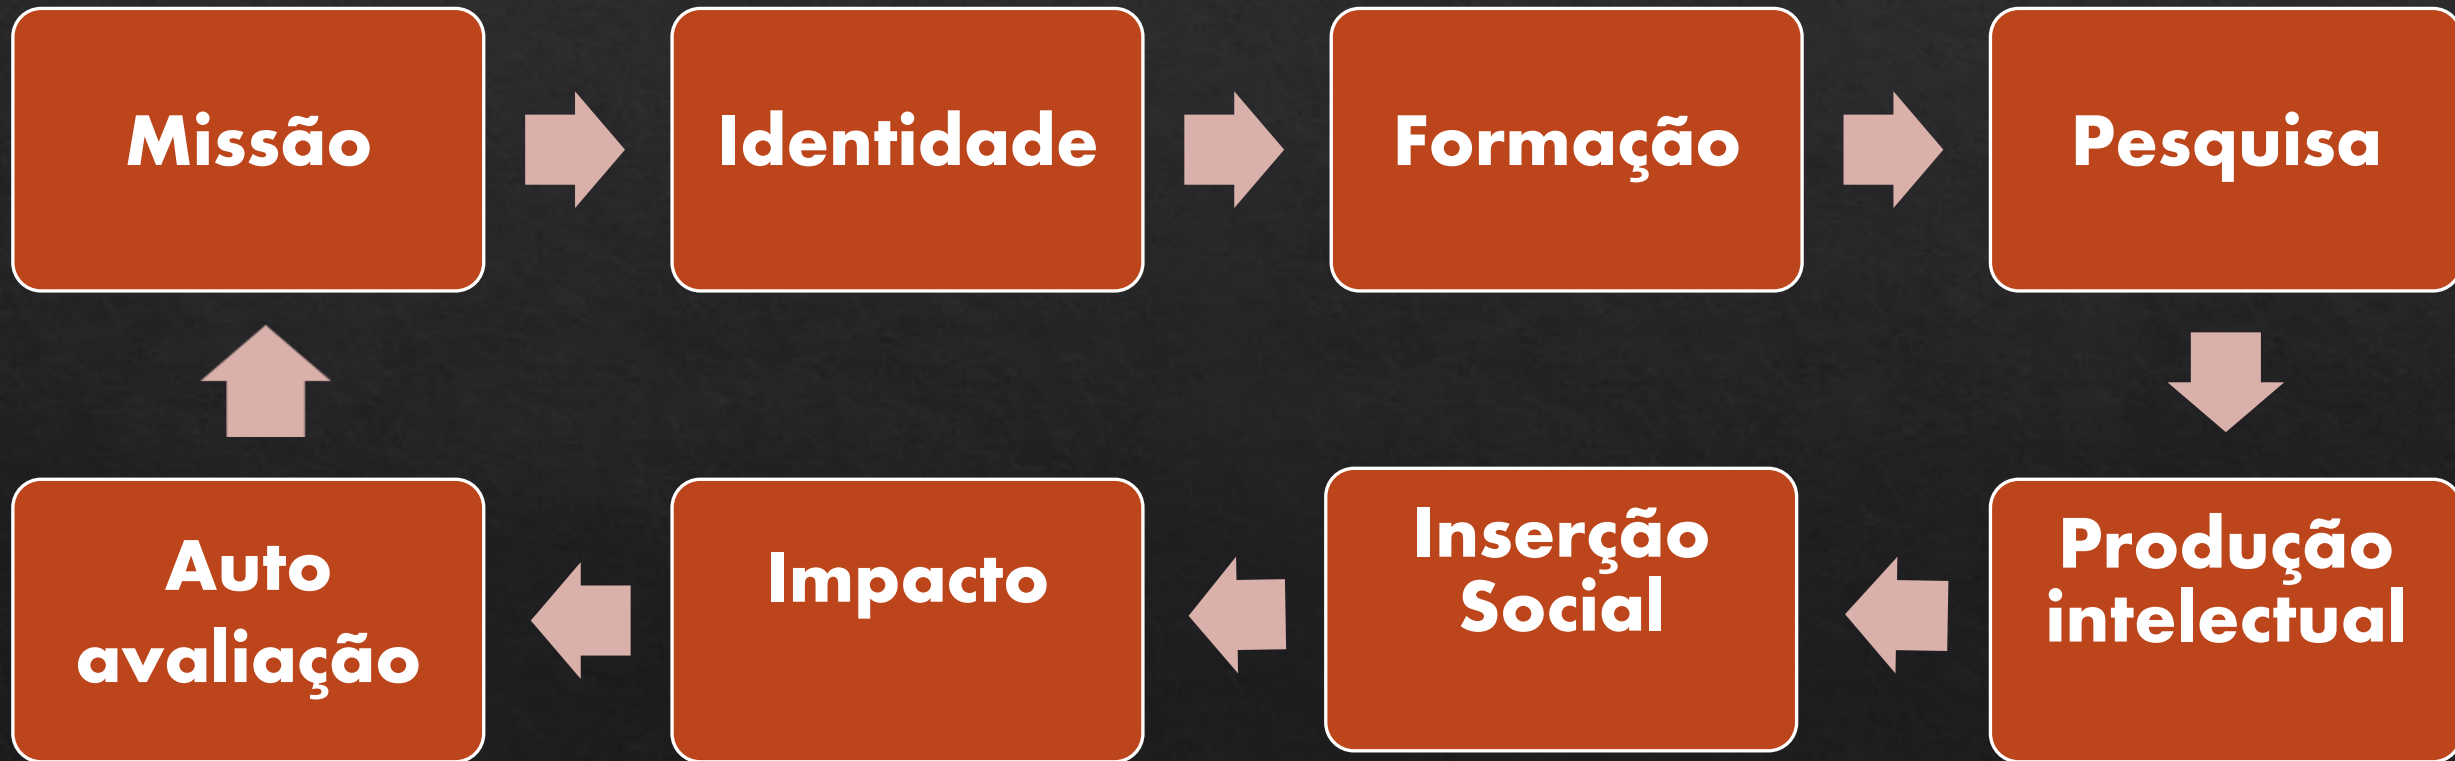 Missão
Identidade
Formação
Pesquisa
Produção
intelectual
Inserção
Social
Impacto
Auto
avaliação